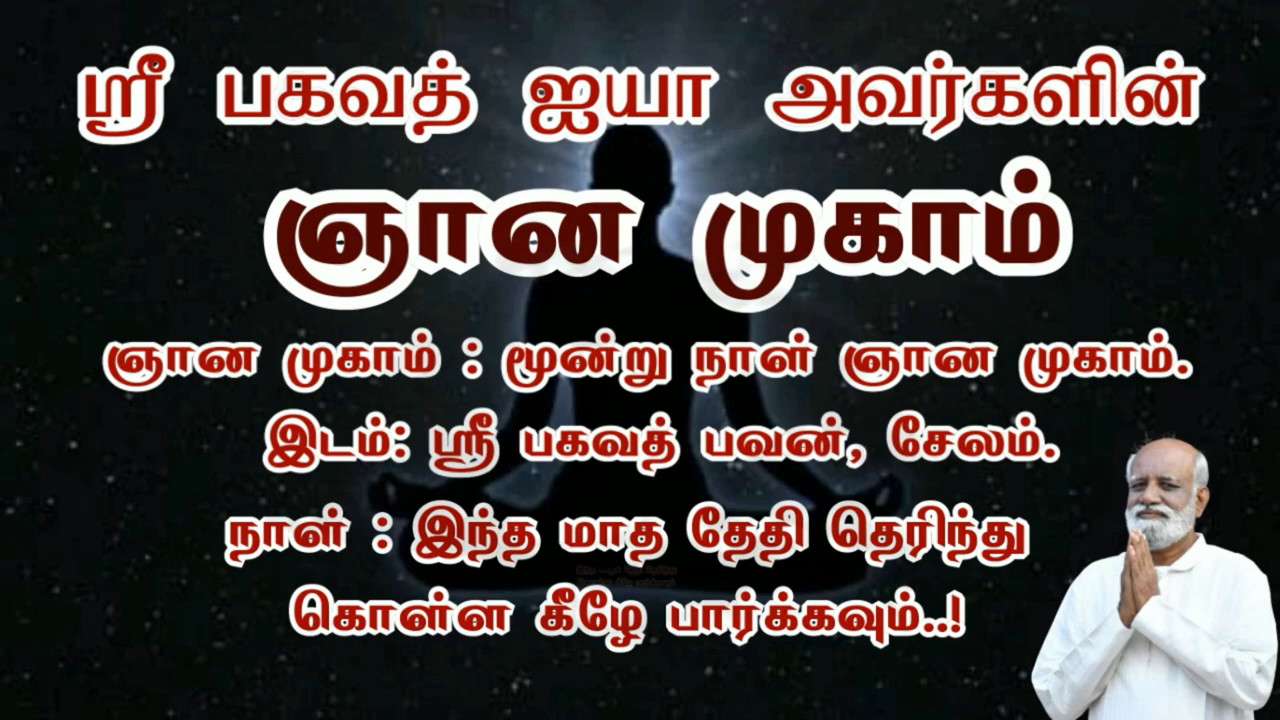 ஸ்ரீ பகவத் ஐயா அவர்களின்
ஞான முகாம்
ஞான முகாம் : மூன்று நாள் ஞான முகாம்.
இடம்: ஸ்ரீ பகவத் பவன், சேலம்.
நாள் : இந்த மாத தேதி தெரிந்து
கொள்ள கீழே பார்க்கவும்..!